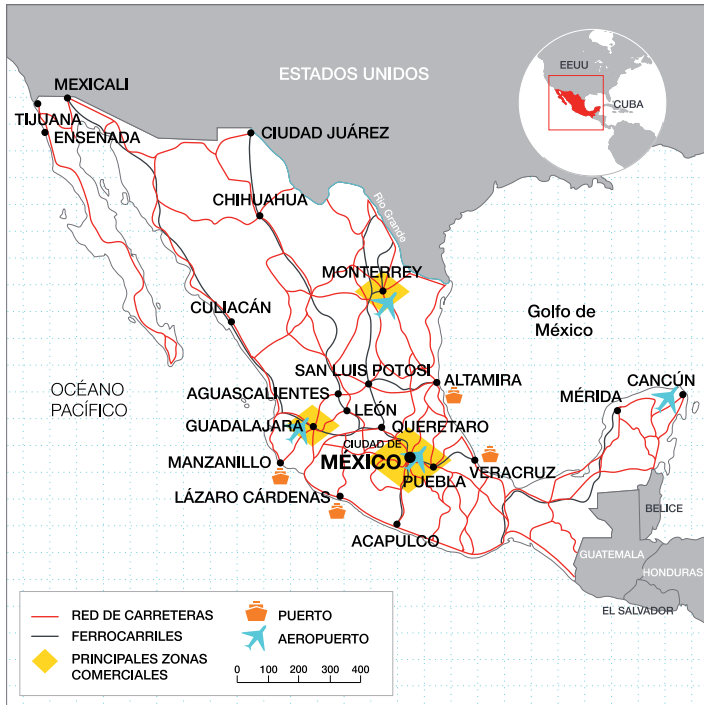 EEUU
CUBA
ESTADOS UNIDOS
MEXICALI
TIJUANA
ENSENADA
CIUDAD JUÁREZ
CHIHUAHUA
Río Grande
MONTERREY
CULIACÁN
Golfo de
México
SAN LUIS POTOSI
ALTAMIRA
CANCÚN
OCÉANO
PACÍFICO
AGUASCALIENTES
MÉRIDA
LEÓN
GUADALAJARA
QUERETARO
CIUDAD DE
MÉXICO
MANZANILLO
PUEBLA
VERACRUZ
LÁZARO CÁRDENAS
ACAPULCO
BELICE
GUATEMALA
HONDURAS
EL SALVADOR
RED DE CARRETERAS
FERROCARRILES
PRINCIPALES ZONAS
COMERCIALES
PUERTO
AEROPUERTO
0 100 200 400